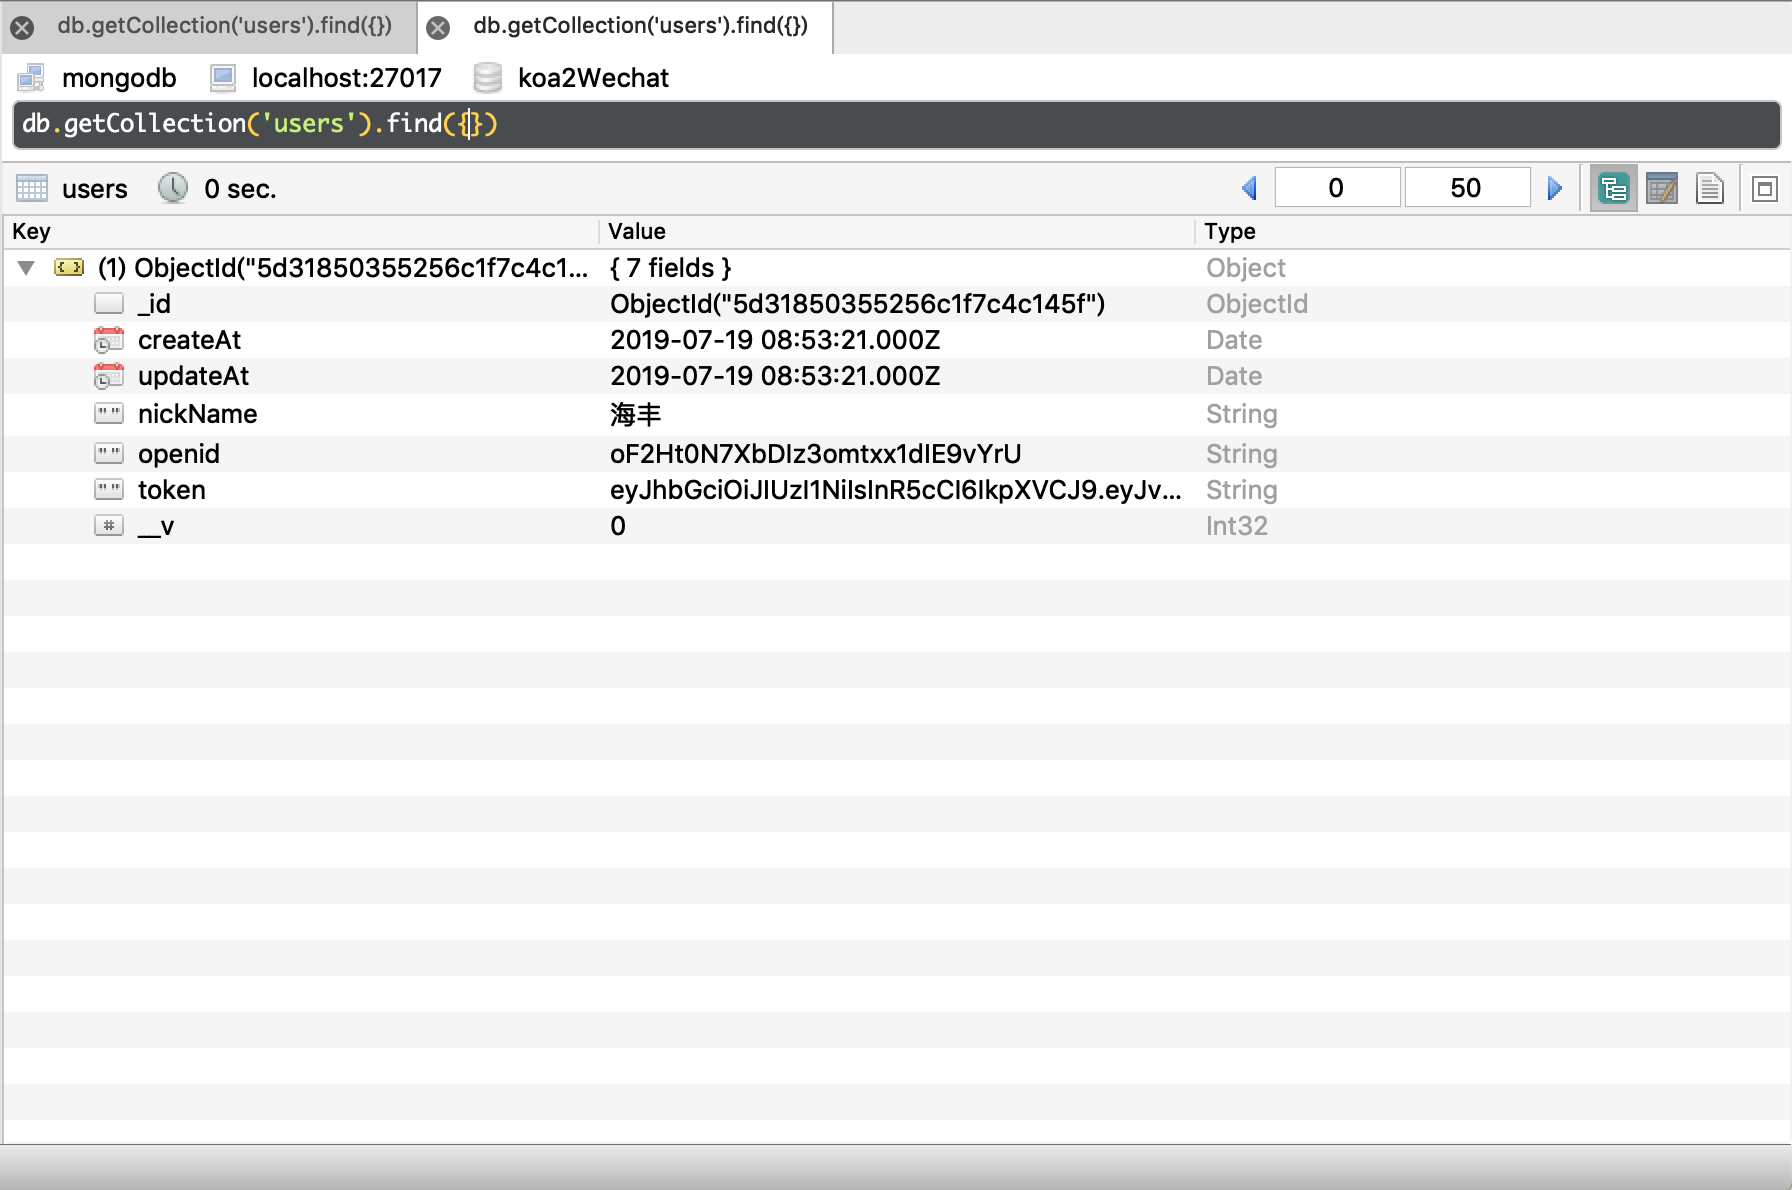 db.getCollection('users').find({}) db.getCollection('users').find({})
mongodb localhost:27017 koa2Wechat
db.getCollection('users').find({})
users 0 sec. 0 50
Key Value Type
(1) ObjectId("5d31850355256c1f7c4c1... { 7 fields } Object
_id ObjectId("5d31850355256c1f7c4c145f") ObjectId
createAt 2019-07-19 08:53:21.000Z Date
updateAt 2019-07-19 08:53:21.000Z Date
nickName 海丰 String
openid oF2Ht0N7XbDIz3omtxx1dIE9vYrU String
token eyJhbGciOiJIUzI1NiIsInR5cCI6IkpXVCJ9.eyJv... String
__v 0 Int32